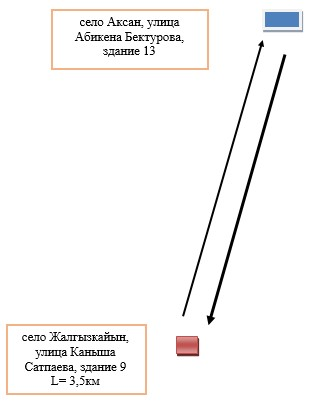 село Аксан, улица
Абикена Бектурова,
здание 13
село Жалгызкайын,
улица Каныша
Сатпаева, здание 9
L= 3,5км